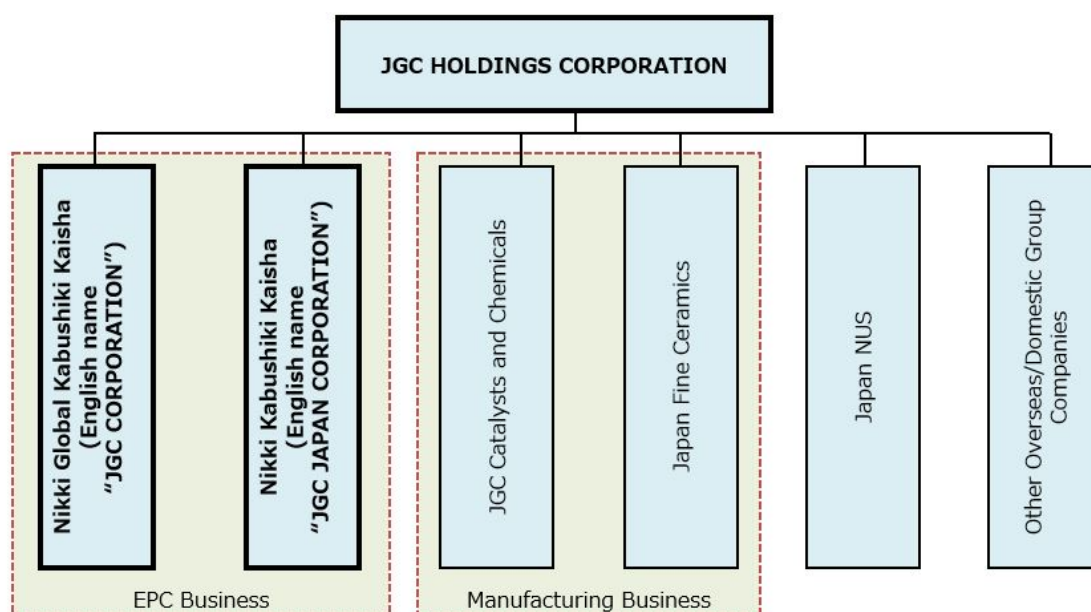 JGC HOLDINGS CORPORATION
Nikki Global Kabushiki Kaisha
(English name
“JGC CORPORATION”)
Nikki Kabushiki Kaisha
(English name
“JGC JAPAN CORPORATION”)
JGC Catalysts and Chemicals
Japan Fine Ceramics
Japan NUS
Other Overseas/Domestic Group
Companies
EPC Business
Manufacturing Business